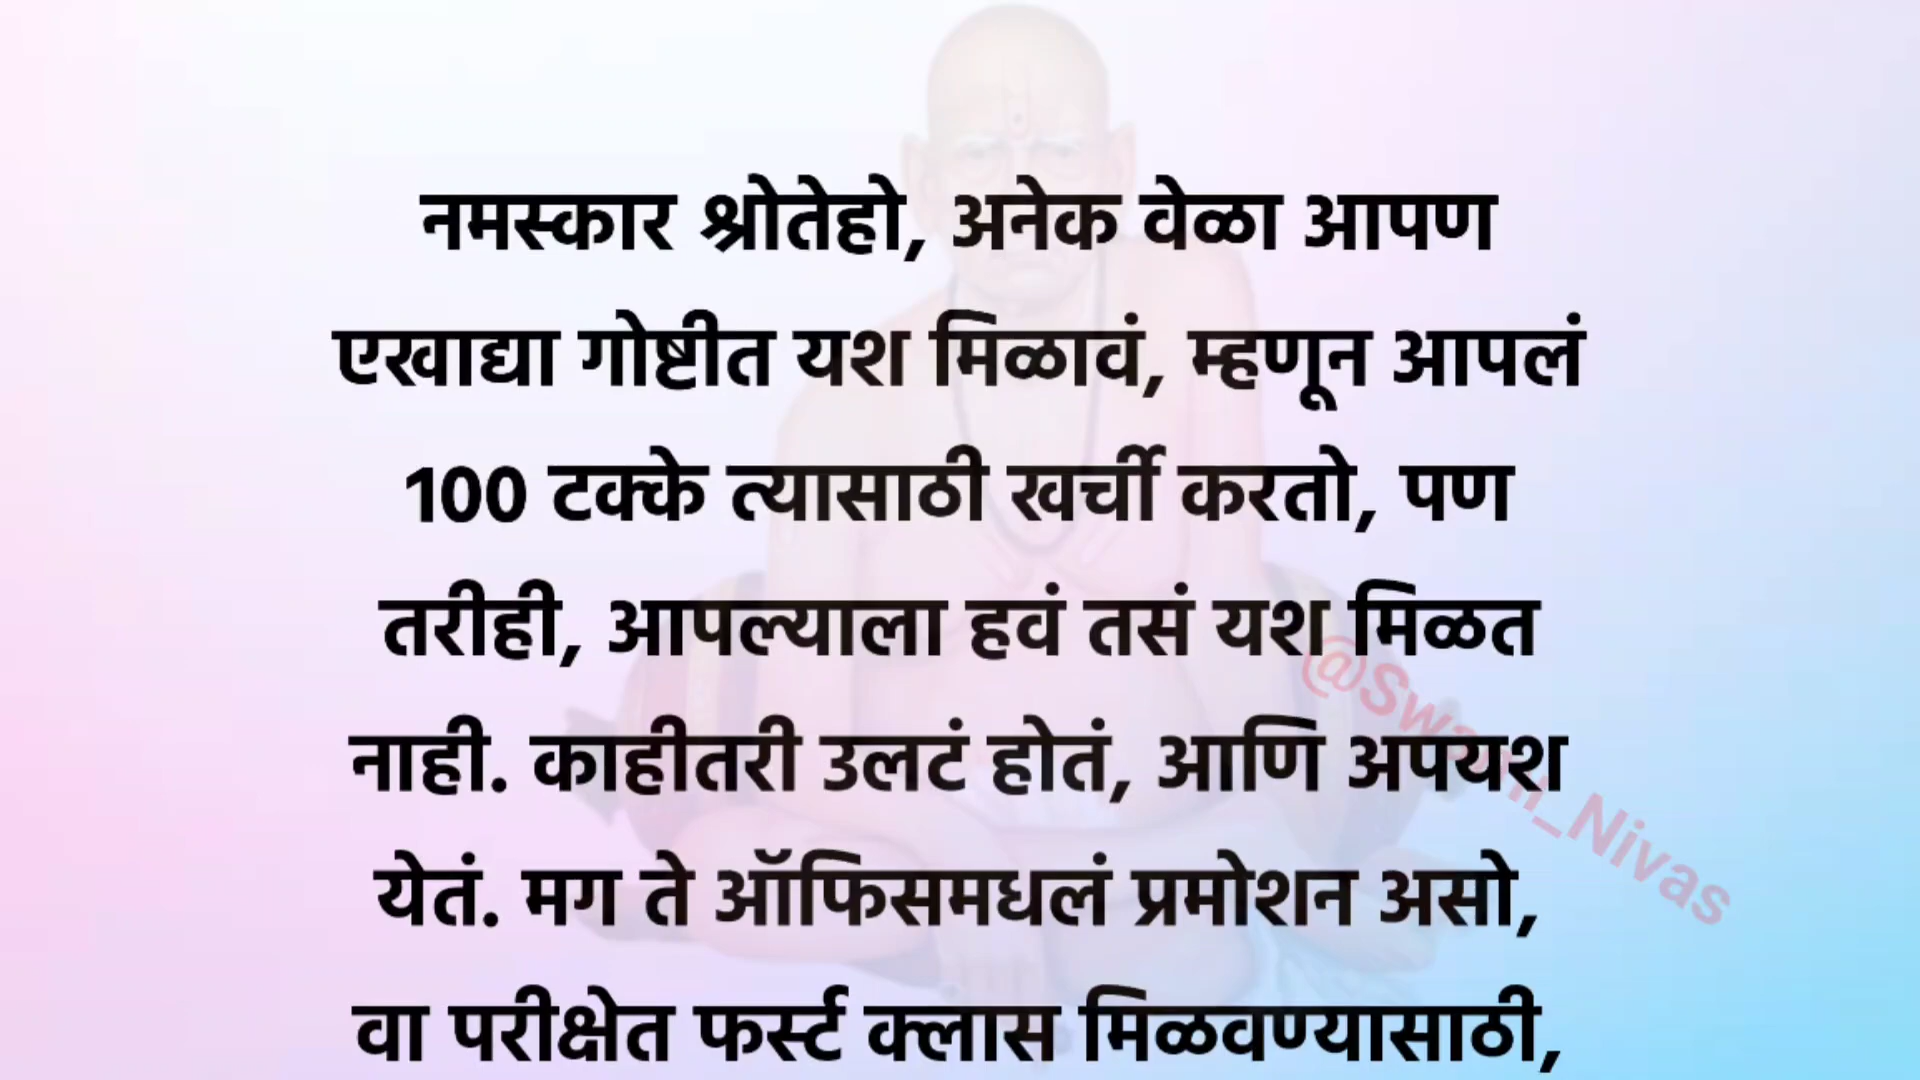 नमस्कार श्रोतेहो, अनेक वेळा आपण
एखाद्या गोष्टीत यश मिळावं, म्हणून आपलं
100 टक्के त्यासाठी खर्ची करतो, पण
तरीही, आपल्याला हवं तसं यश मिळत
नाही. काहीतरी उलटं होतं, आणि अपयश
येतं. मग ते ऑफिसमधलं प्रमोशन असो,
वा परीक्षेत फर्स्ट क्लास मिळवण्यासाठी,
@Swami_Nivas